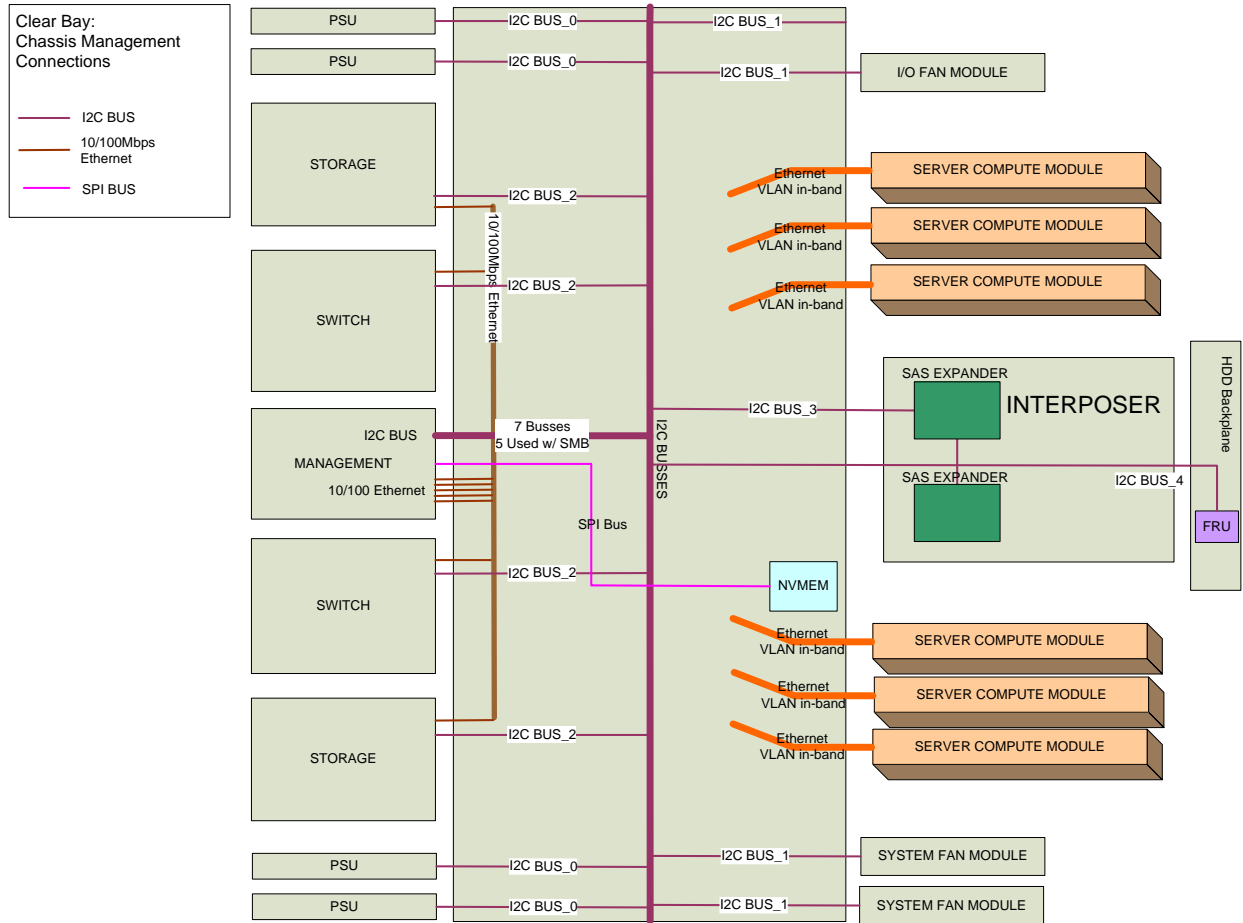 Clear Bay:
Chassis Management
Connections
I2C BUS
10/100Mbps
Ethernet
SPI BUS
PSU
I2C BUS_0
I2C BUS_1
PSU
I2C BUS_0
I2C BUS_1
I/O FAN MODULE
STORAGE
I2C BUS_2
10/100Mbps Ethernet
Ethernet
VLAN in-band
SERVER COMPUTE MODULE
Ethernet
VLAN in-band
SERVER COMPUTE MODULE
Ethernet
VLAN in-band
SERVER COMPUTE MODULE
SWITCH
I2C BUS_2
SAS EXPANDER
INTERPOSER
HDD Backplane
I2C BUS_3
I2C BUS
7 Busses
5 Used w/ SMB
I2C BUSSES
MANAGEMENT
10/100 Ethernet
SAS EXPANDER
I2C BUS_4
FRU
SPI Bus
SWITCH
I2C BUS_2
NVMEM
Ethernet
VLAN in-band
SERVER COMPUTE MODULE
Ethernet
VLAN in-band
SERVER COMPUTE MODULE
Ethernet
VLAN in-band
SERVER COMPUTE MODULE
STORAGE
I2C BUS_2
PSU
I2C BUS_0
I2C BUS_1
SYSTEM FAN MODULE
PSU
I2C BUS_0
I2C BUS_1
SYSTEM FAN MODULE